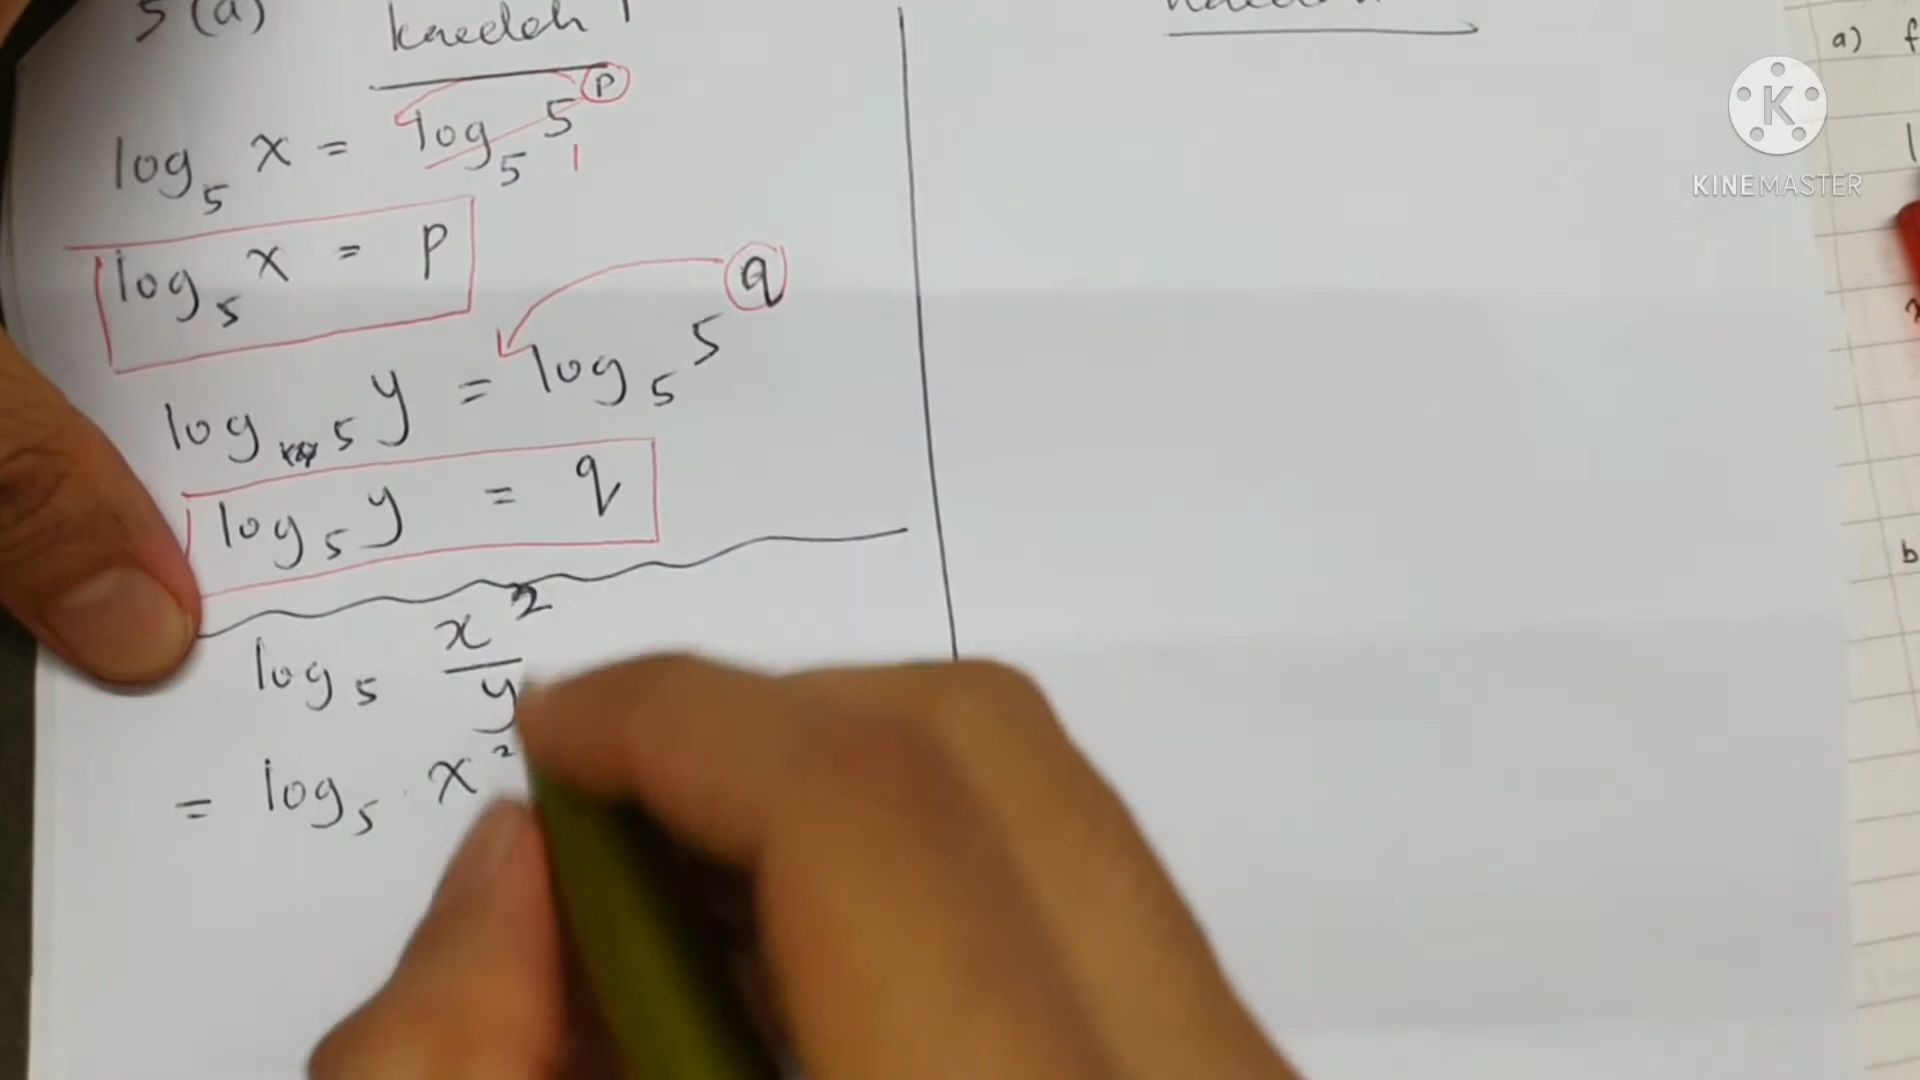 5 (a)
kaedah 1
log₅ x = log₅ 5^p
1
log₅ x = p
log₅ y = log₅ 5^q
log₅ y = q
log₅ x²/y
= log₅ x²
a) f
b
KINEMASTER